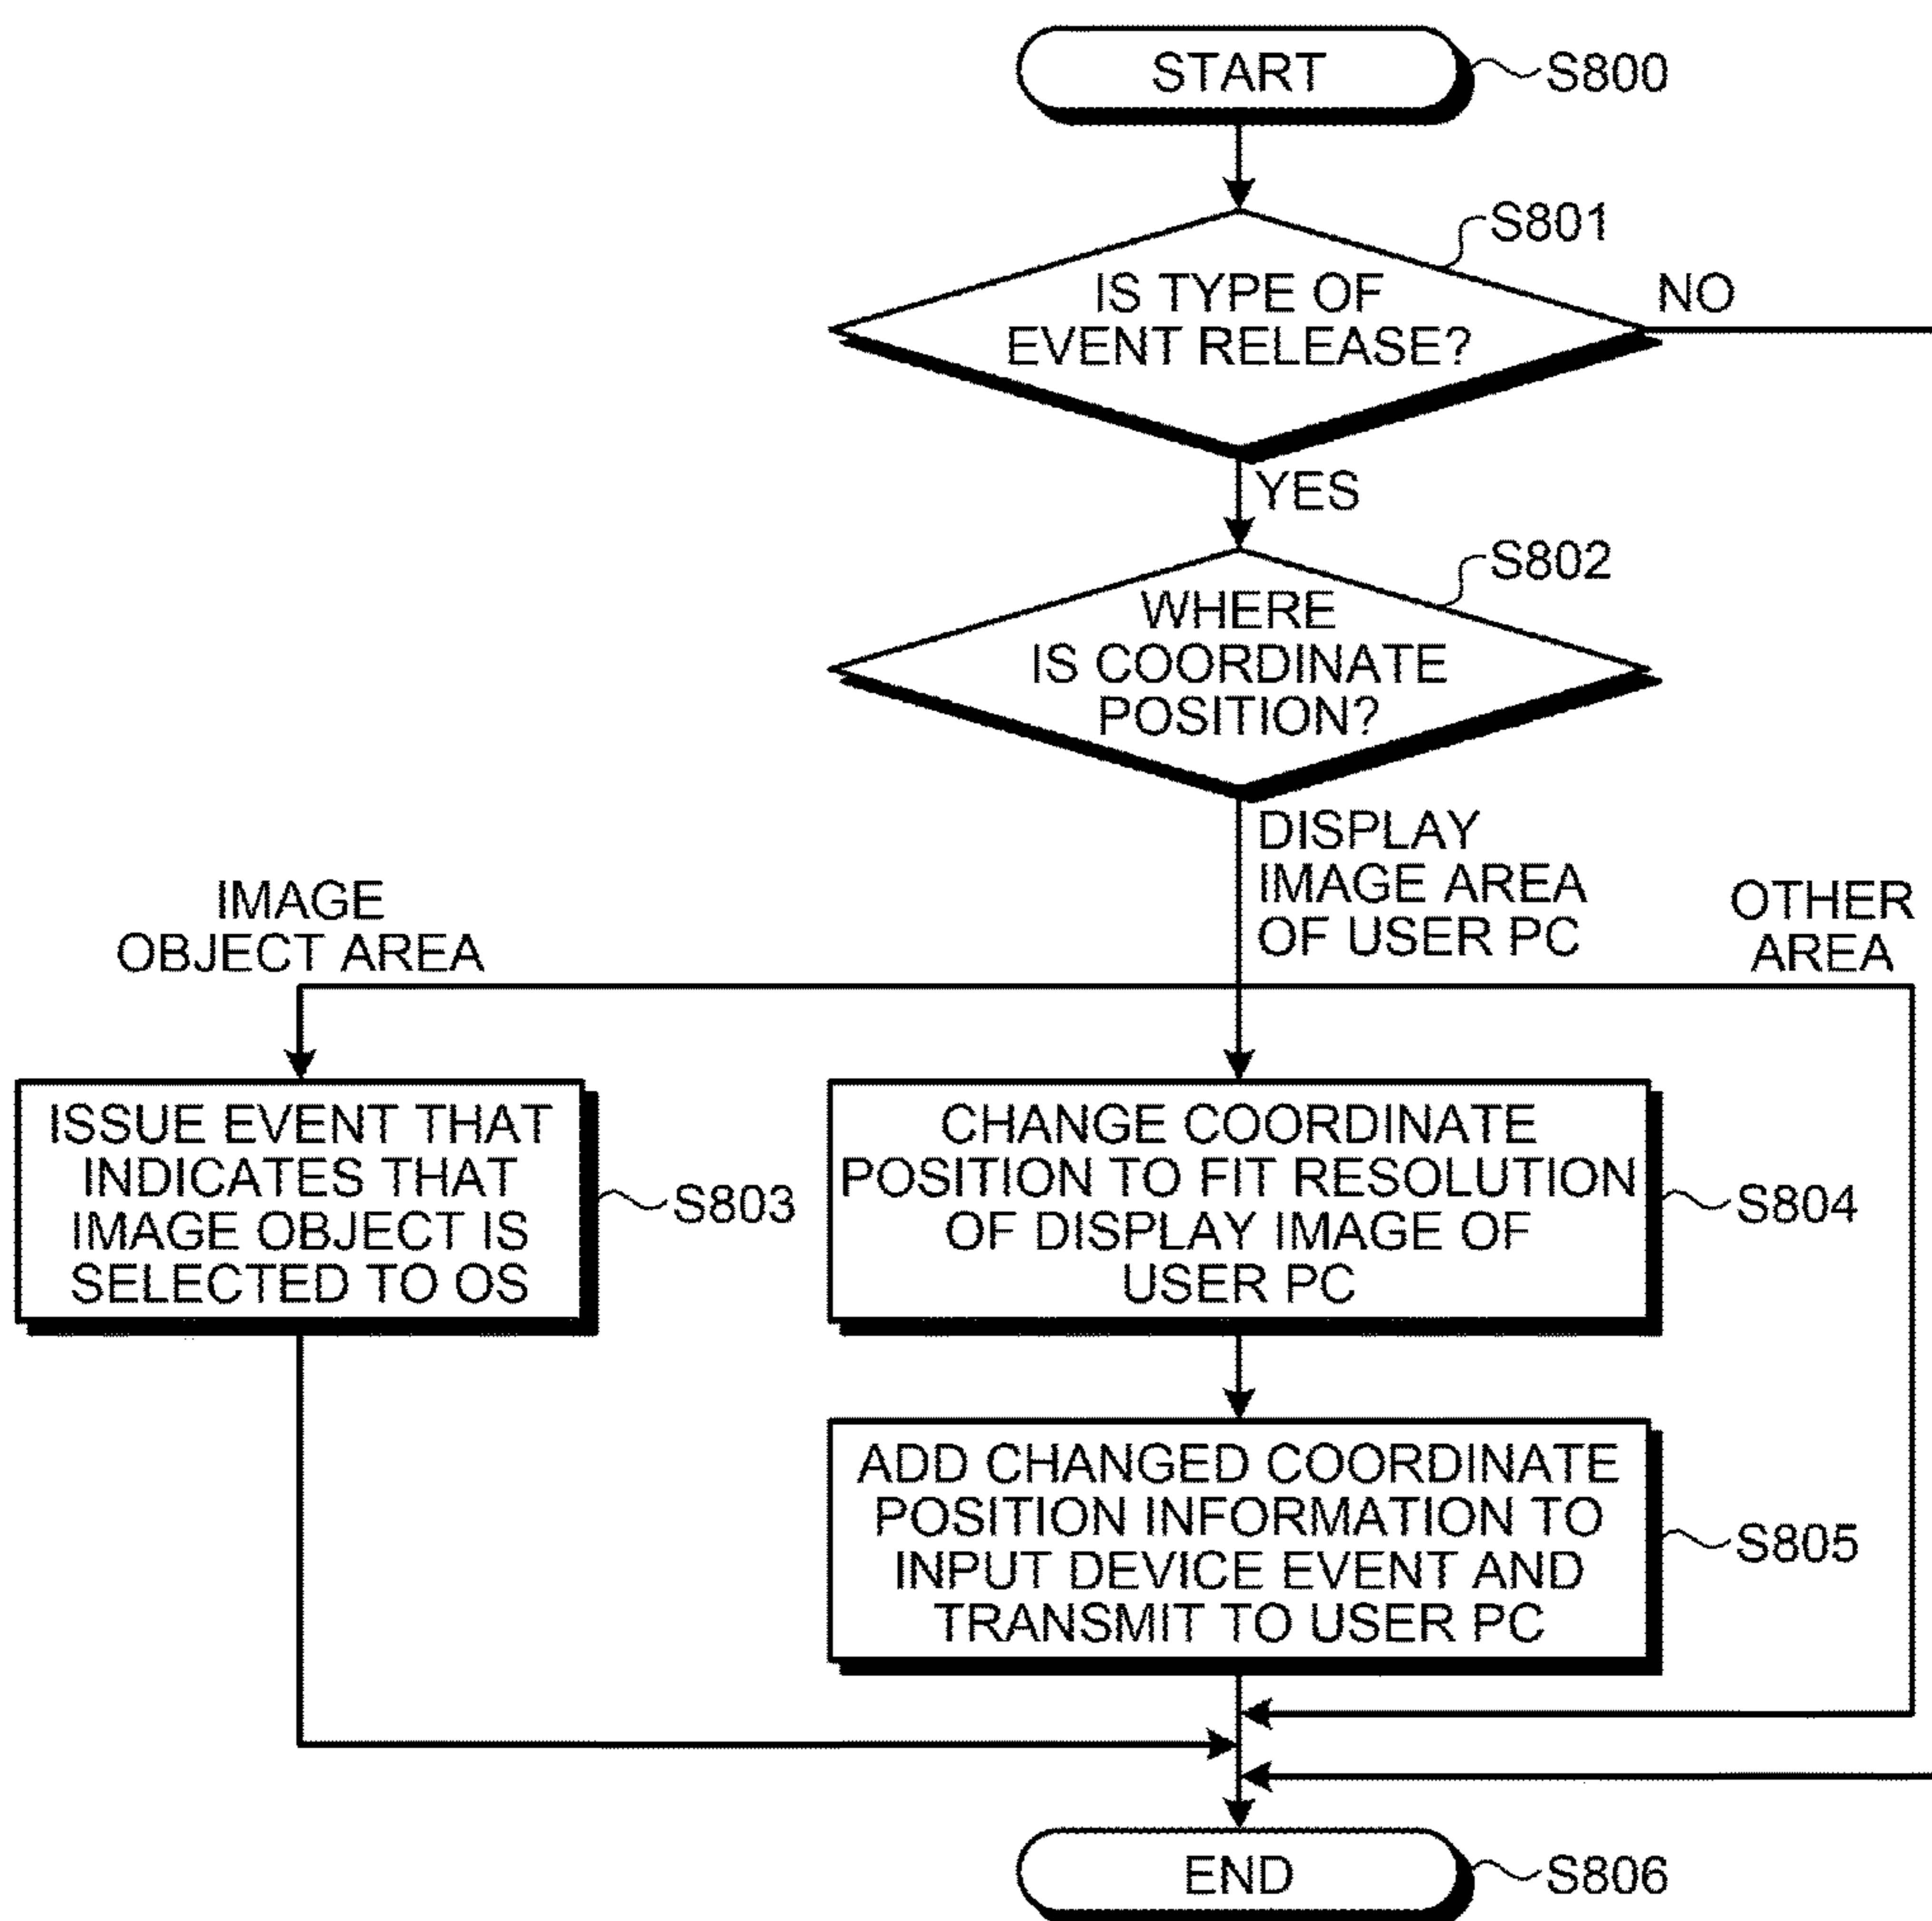 START
S800
S801
IS TYPE OF
EVENT RELEASE?
NO
YES
S802
WHERE
IS COORDINATE
POSITION?
DISPLAY
IMAGE AREA
OF USER PC
IMAGE
OBJECT AREA
OTHER
AREA
ISSUE EVENT THAT
INDICATES THAT
IMAGE OBJECT IS
SELECTED TO OS
S803
CHANGE COORDINATE
POSITION TO FIT RESOLUTION
OF DISPLAY IMAGE OF
USER PC
S804
ADD CHANGED COORDINATE
POSITION INFORMATION TO
INPUT DEVICE EVENT AND
TRANSMIT TO USER PC
S805
END
S806